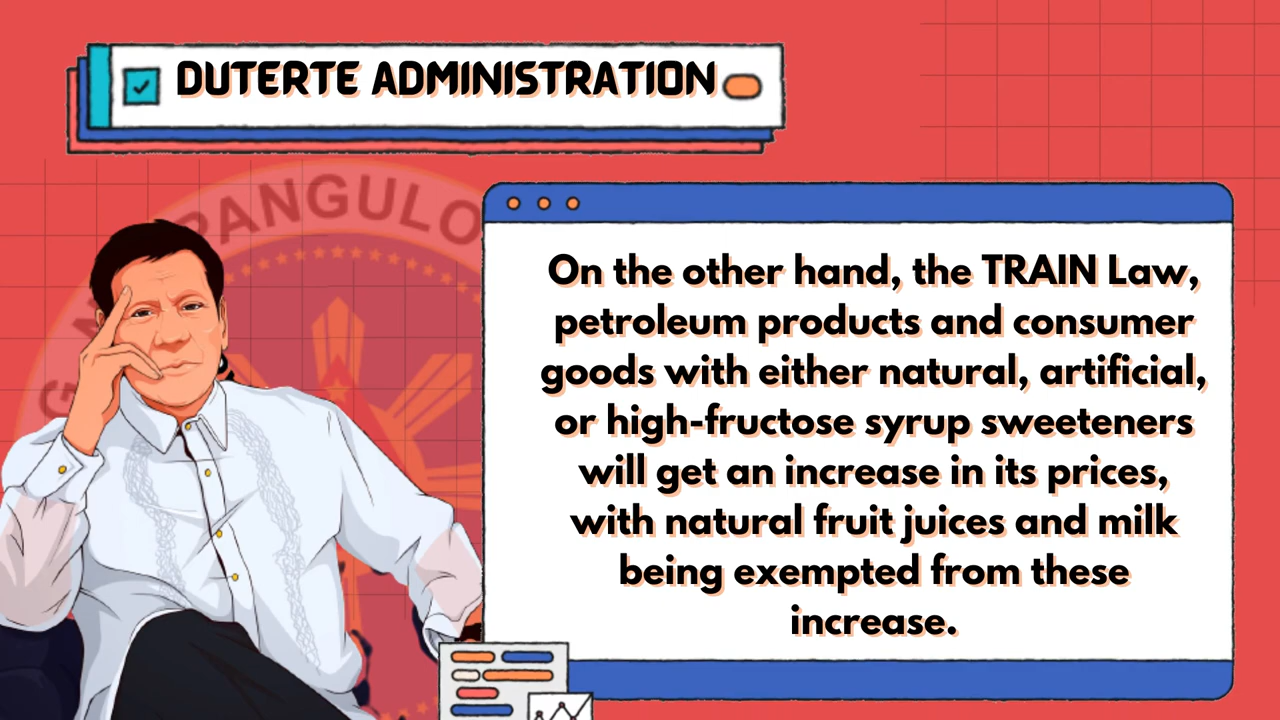 DUTERTE ADMINISTRATION
PANGULO
On the other hand, the TRAIN Law,
petroleum products and consumer
goods with either natural, artificial,
or high-fructose syrup sweeteners
will get an increase in its prices,
with natural fruit juices and milk
being exempted from these
increase.